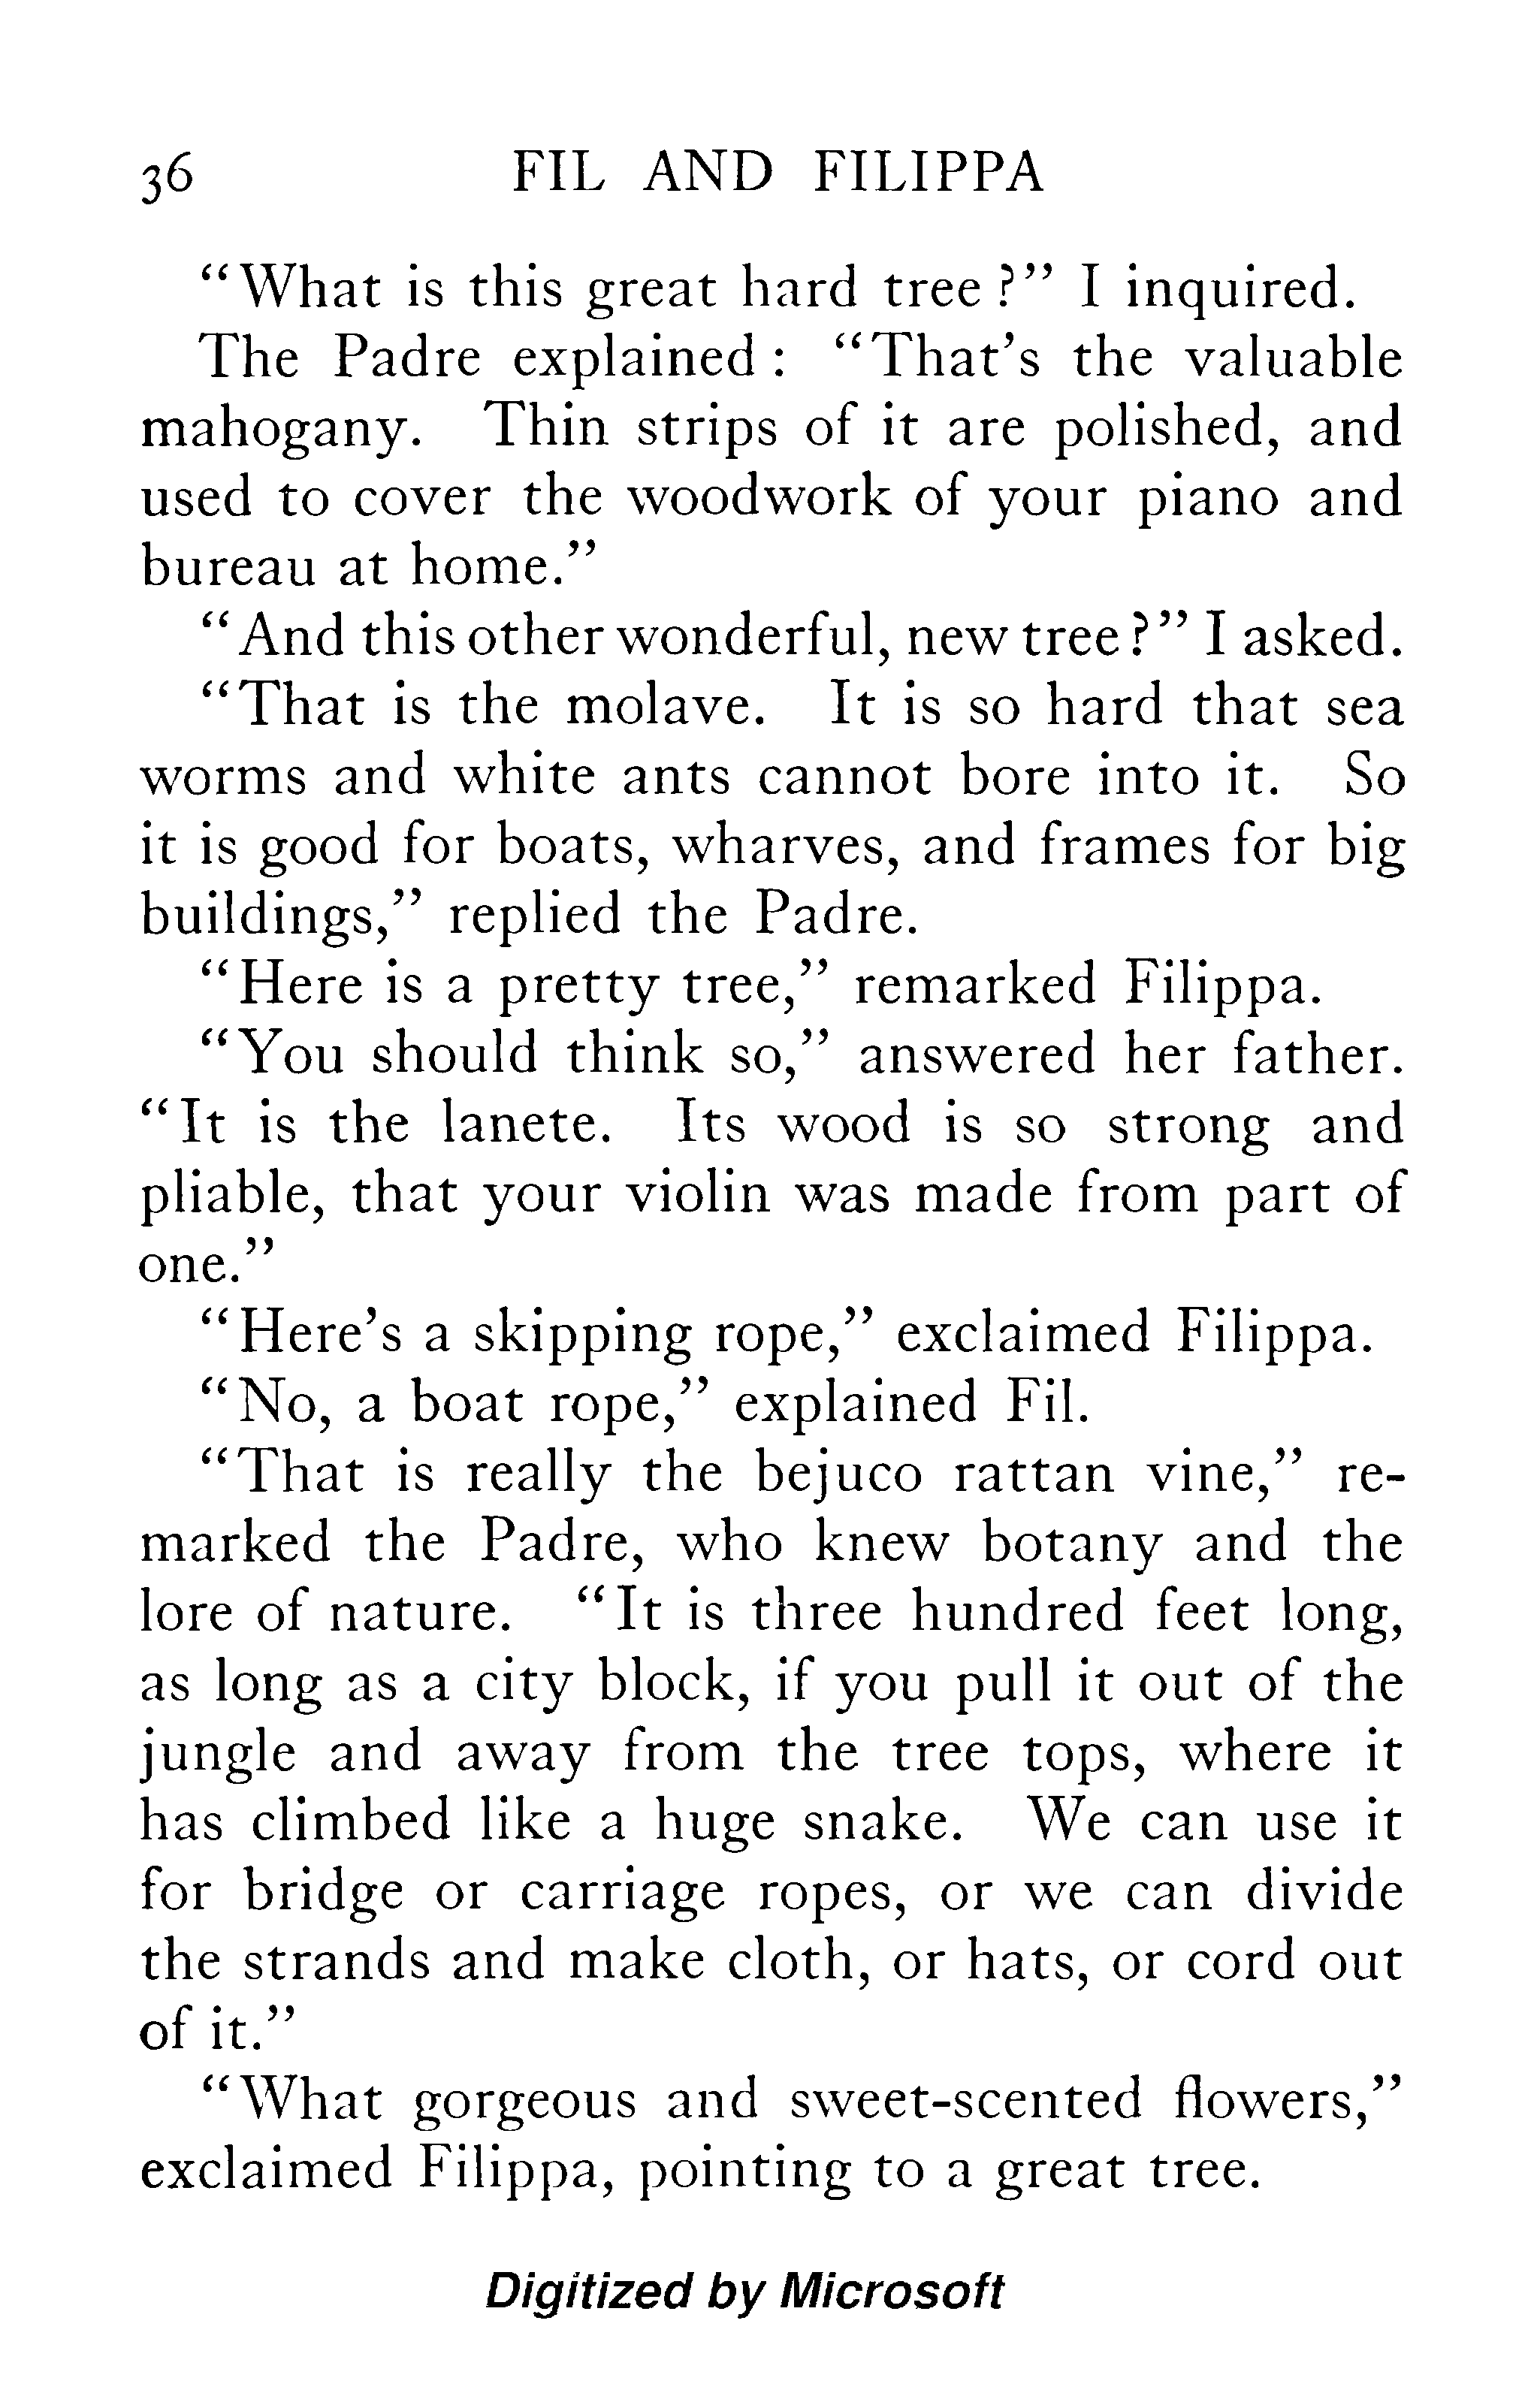 36 FIL AND FILIPPA
“What is this great hard tree?” I inquired.
The Padre explained: “That’s the valuable
mahogany. Thin strips of it are polished, and
used to cover the woodwork of your piano and
bureau at home.”
“And this other wonderful, new tree?” I asked.
“That is the molave. It is so hard that sea
worms and white ants cannot bore into it. So
it is good for boats, wharves, and frames for big
buildings,” replied the Padre.
“Here is a pretty tree,” remarked Filippa.
“You should think so,” answered her father.
“It is the lanete. Its wood is so strong and
pliable, that your violin was made from part of
one.”
“Here’s a skipping rope,” exclaimed Filippa.
“No, a boat rope,” explained Fil.
“That is really the bejuco rattan vine,” re-
marked the Padre, who knew botany and the
lore of nature. “It is three hundred feet long,
as long as a city block, if you pull it out of the
jungle and away from the tree tops, where it
has climbed like a huge snake. We can use it
for bridge or carriage ropes, or we can divide
the strands and make cloth, or hats, or cord out
of it.”
“What gorgeous and sweet-scented flowers,”
exclaimed Filippa, pointing to a great tree.
Digitized by Microsoft